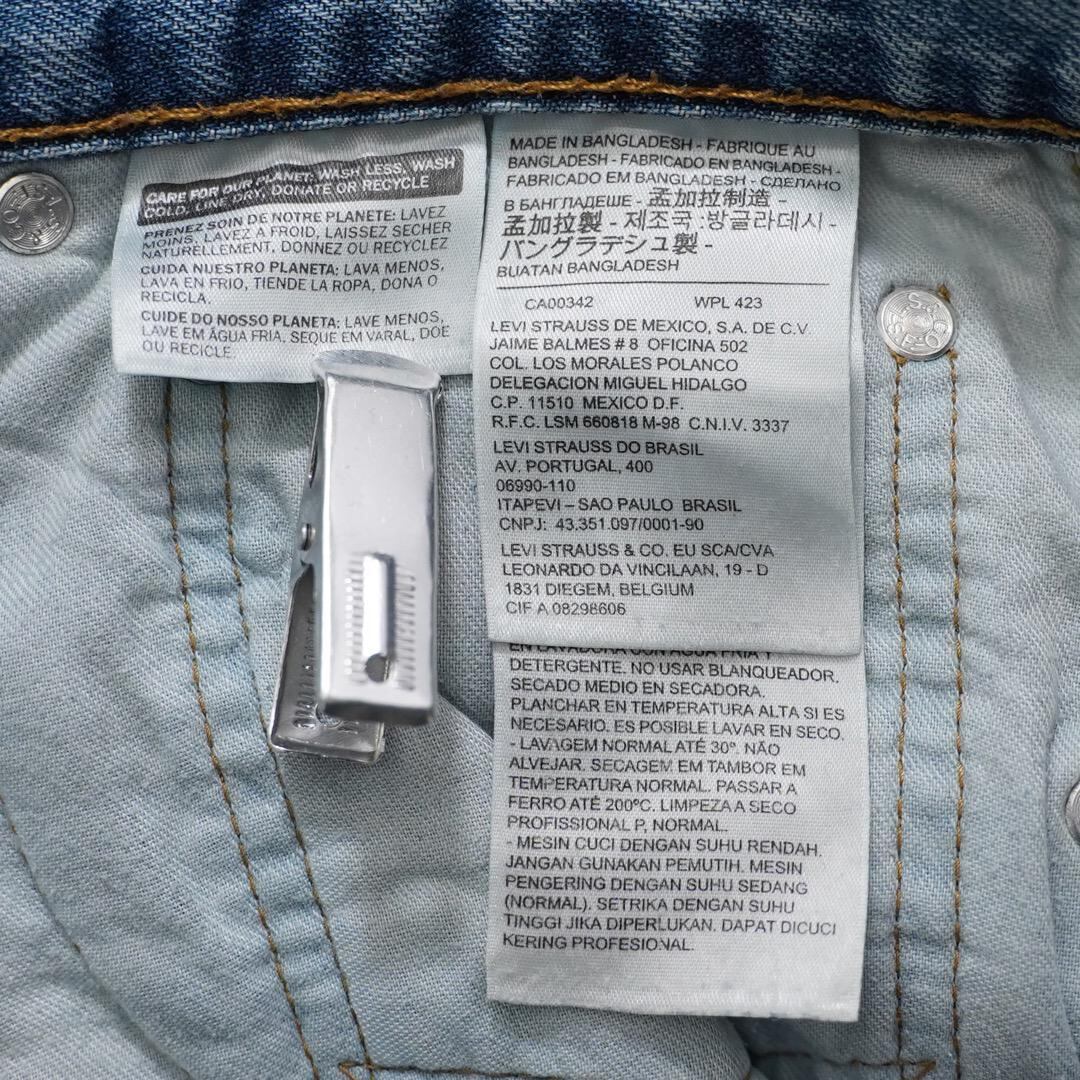 CARE FOR OUR PLANET: WASH LESS, WASH
COLD, LINE DRY, DONATE OR RECYCLE
PRENEZ SOIN DE NOTRE PLANETE: LAVEZ
MOINS, LAVEZ A FROID, LAISSEZ SECHER
NATURELLEMENT, DONNEZ OU RECYCLEZ
CUIDA NUESTRO PLANETA: LAVA MENOS,
LAVA EN FRIO, TIENDE LA ROPA, DONA O
RECICLA.
CUIDE DO NOSSO PLANETA: LAVE MENOS,
LAVE EM ÁGUA FRIA, SEQUE EM VARAL, DOE
OU RECICLE
MADE IN BANGLADESH - FABRIQUE AU
BANGLADESH - FABRICADO EN BANGLADESH -
FABRICADO EM BANGLADESH - СДЕЛАНО
В БАНГЛАДЕШЕ - 孟加拉制造 -
孟加拉製 - 제조국:방글라데시 -
バングラデシュ製 -
BUATAN BANGLADESH
CA00342 WPL 423
LEVI STRAUSS DE MEXICO, S.A. DE C.V
JAIME BALMES # 8 OFICINA 502
COL. LOS MORALES POLANCO
DELEGACION MIGUEL HIDALGO
C.P. 11510 MEXICO D.F.
R.F.C. LSM 660818 M-98 C.N.I.V. 3337
LEVI STRAUSS DO BRASIL
AV. PORTUGAL, 400
06990-110
ITAPEVI – SAO PAULO BRASIL
CNPJ: 43.351.097/0001-90
LEVI STRAUSS & CO. EU SCA/CVA
LEONARDO DA VINCILAAN, 19 - D
1831 DIEGEM, BELGIUM
CIF A 08298606
EN LAVADORA CON AGUA FRIA Y
DETERGENTE. NO USAR BLANQUEADOR.
SECADO MEDIO EN SECADORA.
PLANCHAR EN TEMPERATURA ALTA SI ES
NECESARIO. ES POSIBLE LAVAR EN SECO.
- LAVAGEM NORMAL ATÉ 30º. NÃO
ALVEJAR. SECAGEM EM TAMBOR EM
TEMPERATURA NORMAL. PASSAR A
FERRO ATÉ 200ºC. LIMPEZA A SECO
PROFISSIONAL P, NORMAL.
- MESIN CUCI DENGAN SUHU RENDAH.
JANGAN GUNAKAN PEMUTIH. MESIN
PENGERING DENGAN SUHU SEDANG
(NORMAL). SETRIKA DENGAN SUHU
TINGGI JIKA DIPERLUKAN. DAPAT DICUCI
KERING PROFESIONAL.